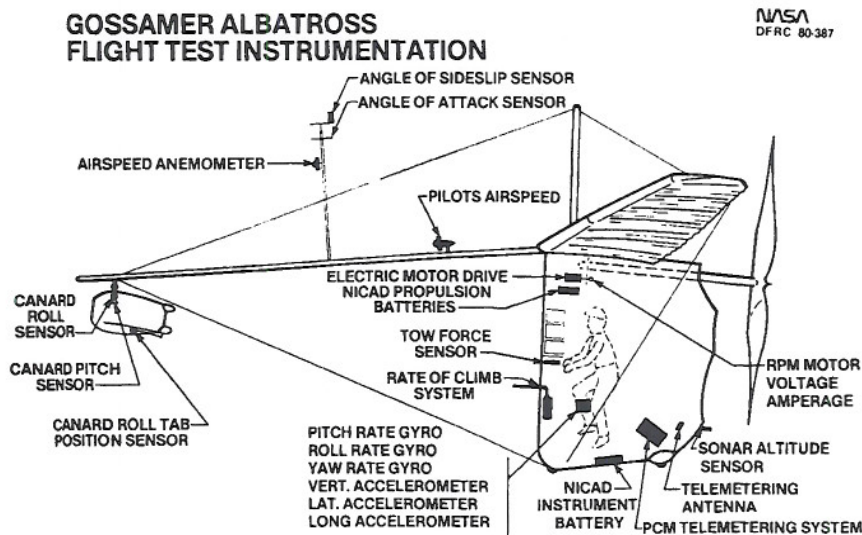 GOSSAMER ALBATROSS
FLIGHT TEST INSTRUMENTATION
NASA
DFRC 80-387
ANGLE OF SIDESLIP SENSOR
ANGLE OF ATTACK SENSOR
AIRSPEED ANEMOMETER
PILOTS AIRSPEED
ELECTRIC MOTOR DRIVE
NICAD PROPULSION
BATTERIES
CANARD
ROLL
SENSOR
TOW FORCE
SENSOR
CANARD PITCH
SENSOR
RATE OF CLIMB
SYSTEM
RPM MOTOR
VOLTAGE
AMPERAGE
CANARD ROLL TAB
POSITION SENSOR
PITCH RATE GYRO
ROLL RATE GYRO
YAW RATE GYRO
VERT. ACCELEROMETER
LAT. ACCELEROMETER
LONG ACCELEROMETER
NICAD
INSTRUMENT
BATTERY
SONAR ALTITUDE
SENSOR
TELEMETERING
ANTENNA
PCM TELEMETERING SYSTEM